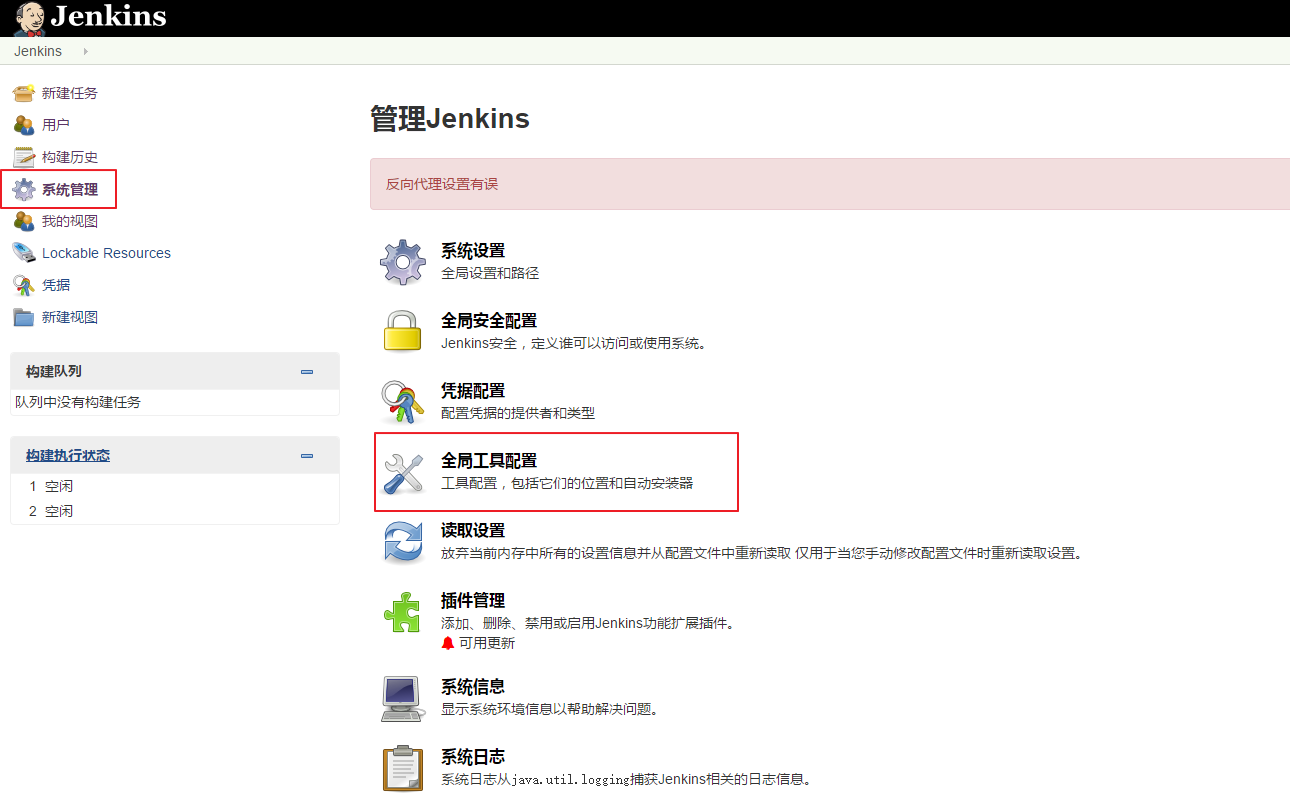 Jenkins
Jenkins
新建任务
用户
构建历史
系统管理
我的视图
Lockable Resources
凭据
新建视图
构建队列
队列中没有构建任务
构建执行状态
1 空闲
2 空闲
管理Jenkins
反向代理设置有误
系统设置
全局设置和路径
全局安全配置
Jenkins安全，定义谁可以访问或使用系统。
凭据配置
配置凭据的提供者和类型
全局工具配置
工具配置，包括它们的位置和自动安装器
读取设置
放弃当前内存中所有的设置信息并从配置文件中重新读取 仅用于当您手动修改配置文件时重新读取设置。
插件管理
添加、删除、禁用或启用Jenkins功能扩展插件。
可用更新
系统信息
显示系统环境信息以帮助解决问题。
系统日志
系统日志从java.util.logging捕获Jenkins相关的日志信息。